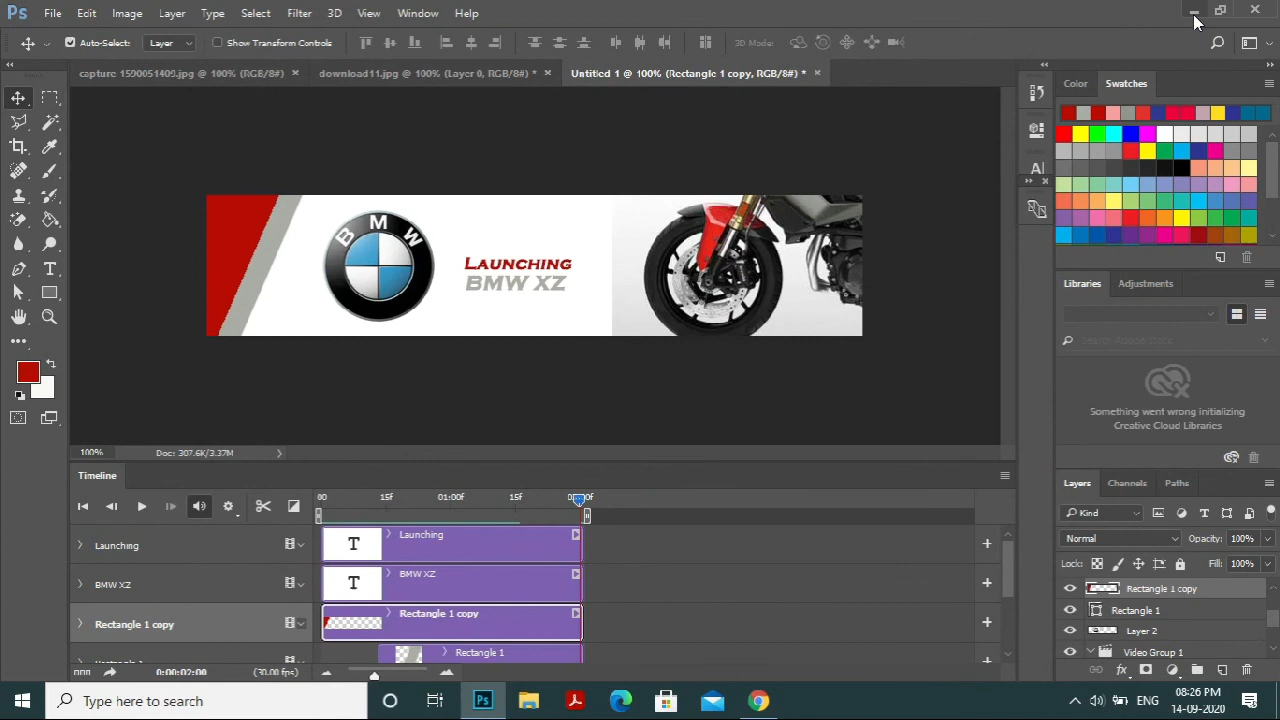 Ps File Edit Image Layer Type Select Filter 3D View Window Help
Auto-Select: Layer Show Transform Controls 3D Mode:
capture 1590051409.jpg @ 100% (RGB/8#) × download11.jpg @ 100% (Layer 0, RGB/8#) * × Untitled-1 @ 100% (Rectangle 1 copy, RGB/8#) * ×
Color Swatches
BMW
LAUNCHING
BMW XZ
Libraries Adjustments
Search Adobe Stock
Something went wrong initializing
Creative Cloud Libraries
100% Doc: 307.6K/3.37M
Timeline
00 15f 01:00f 15f
Launching T Launching
BMW XZ T BMW XZ
Rectangle 1 copy Rectangle 1 copy
Rectangle 1
0:00:02:00 (30.00 fps)
Layers Channels Paths
Kind
Normal Opacity: 100%
Lock: Fill: 100%
Rectangle 1 copy
Rectangle 1
Layer 2
Video Group 1
Type here to search
Ps
ENG
08:26 PM
14-09-2020